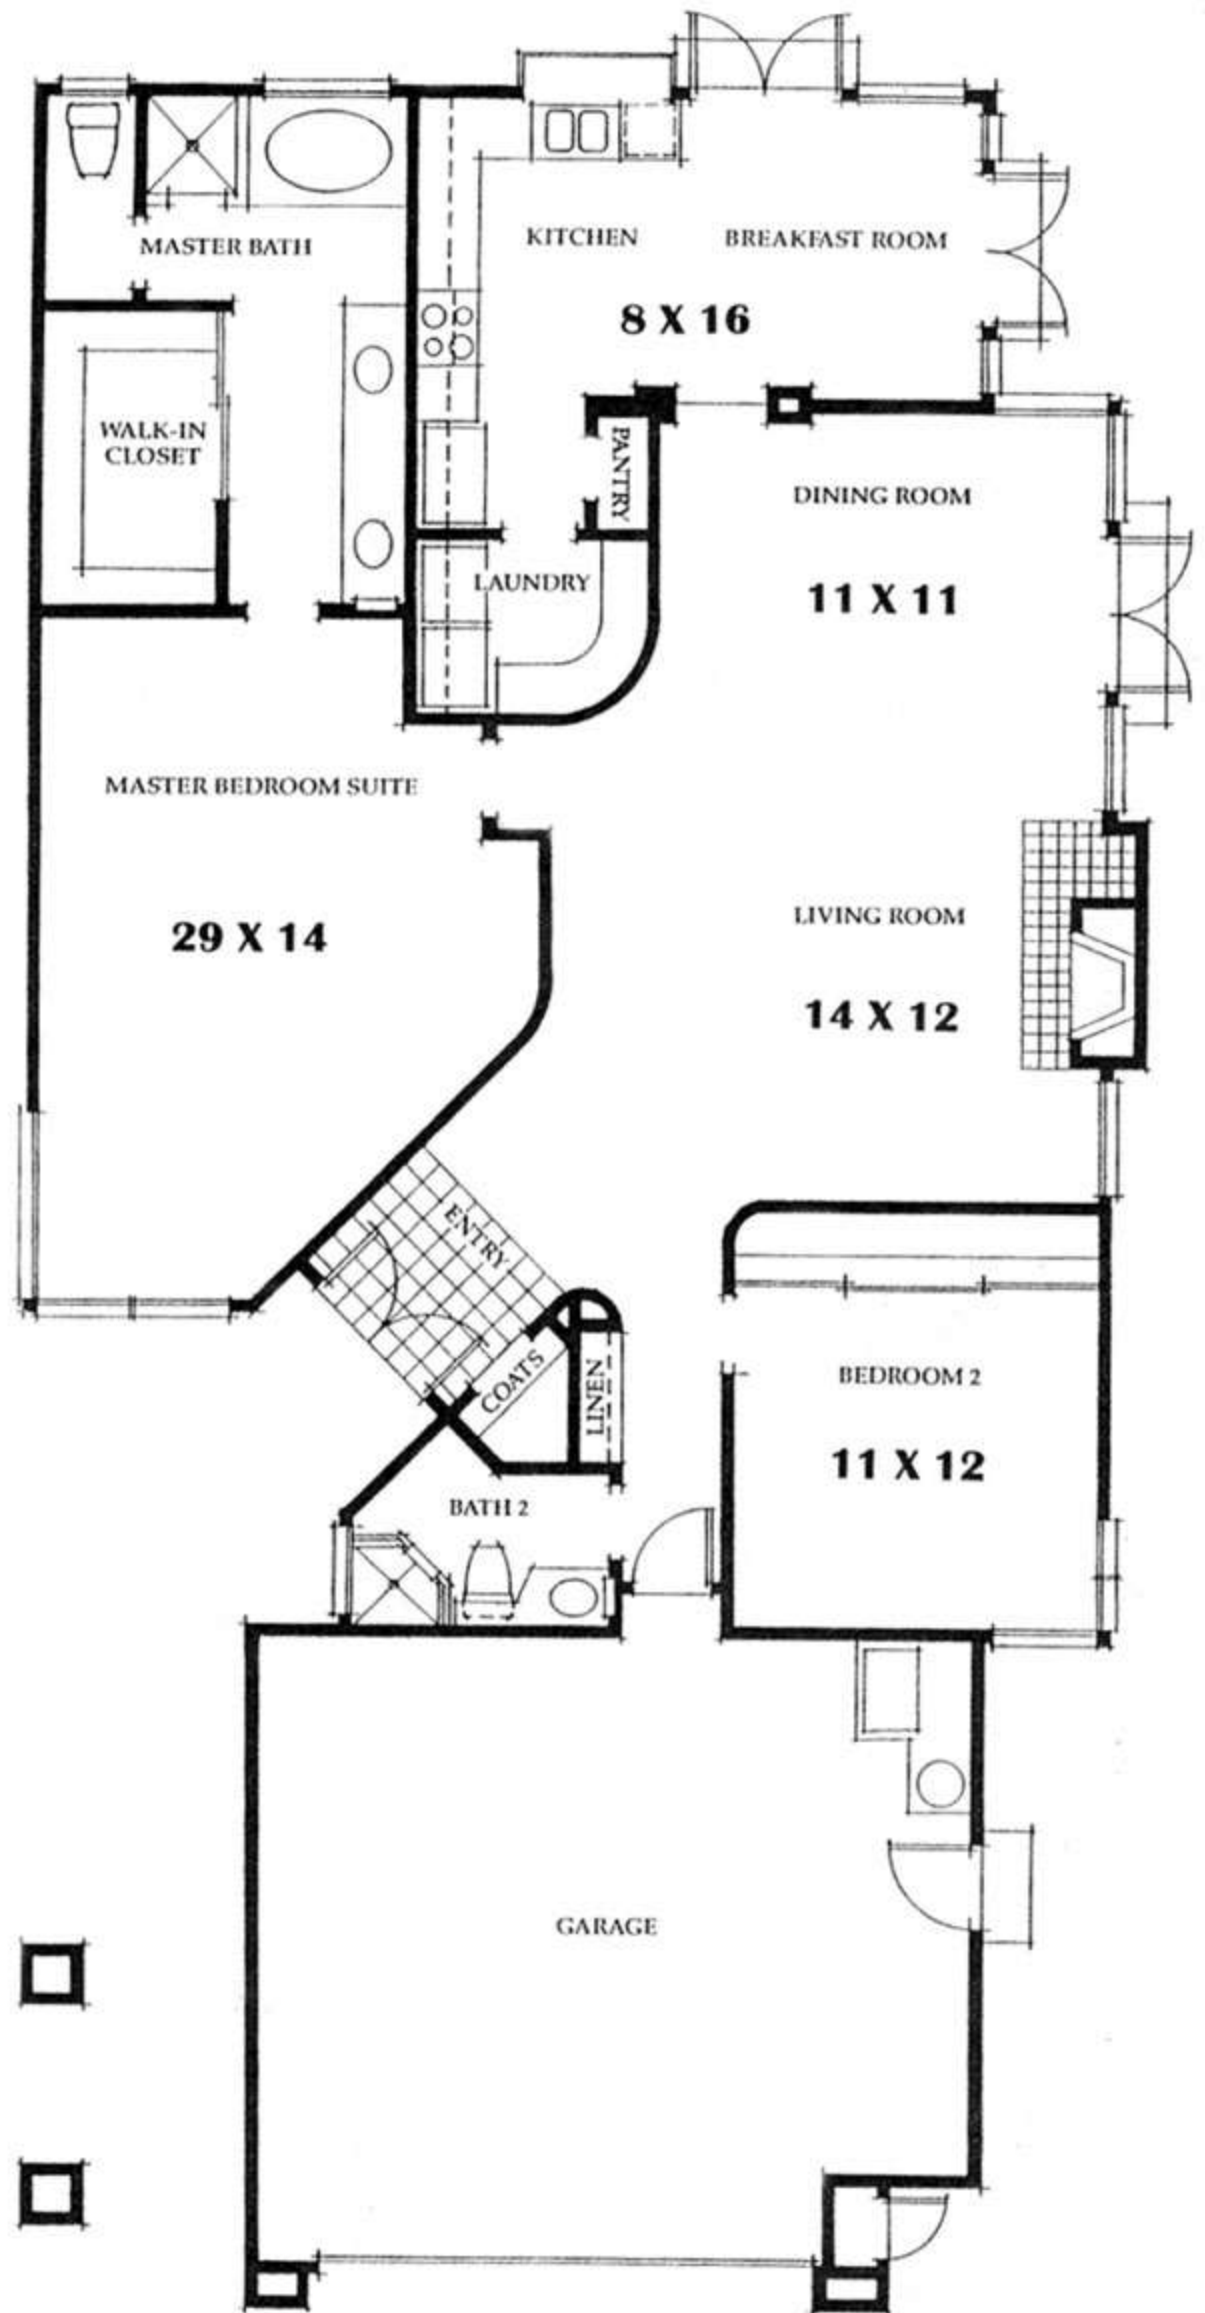 MASTER BATH
KITCHEN
BREAKFAST ROOM
8 X 16
WALK-IN
CLOSET
PANTRY
DINING ROOM
LAUNDRY
11 X 11
MASTER BEDROOM SUITE
29 X 14
LIVING ROOM
14 X 12
ENTRY
COATS
LINEN
BEDROOM 2
11 X 12
BATH 2
GARAGE